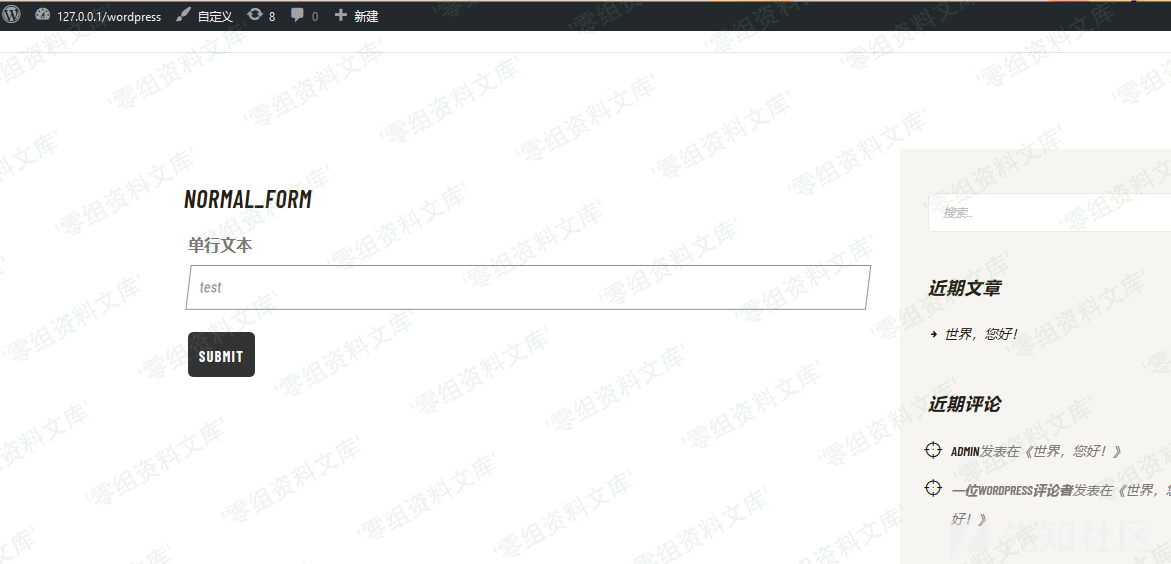 127.0.0.1/wordpress 自定义 8 0 新建
NORMAL_FORM
单行文本
test
SUBMIT
搜索...
近期文章
世界，您好！
近期评论
ADMIN发表在《世界，您好！》
一位WORDPRESS评论者发表在《世界，您
好！》
'零组资料文库'
先知社区